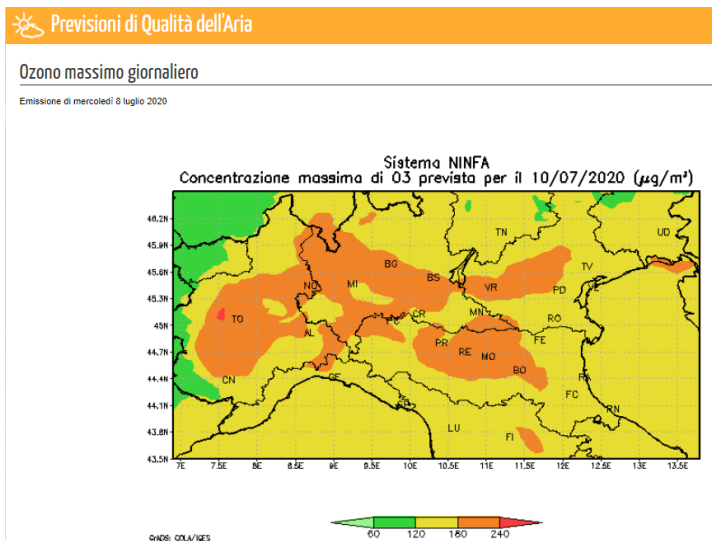 Previsioni di Qualità dell'Aria
Ozono massimo giornaliero
Emissione di mercoledì 8 luglio 2020
Sistema NINFA
Concentrazione massima di O3 prevista per il 10/07/2020 (μg/m³)
46.2N
TN
UD
45.9N
BG
TV
45.6N
BS
NO
MI
VR
PD
VE
45.3N
MN
CR
TO
RO
45N
PC
AL
FE
PR
44.7N
RE
MO
BO
CN
GE
44.4N
RA
FC
44.1N
SP
RN
LU
43.8N
FI
43.5N
7E 7.5E 8E 8.5E 9E 9.5E 10E 10.5E 11E 11.5E 12E 12.5E 13E 13.5E
60 120 180 240
GrADS: COLA/IGES